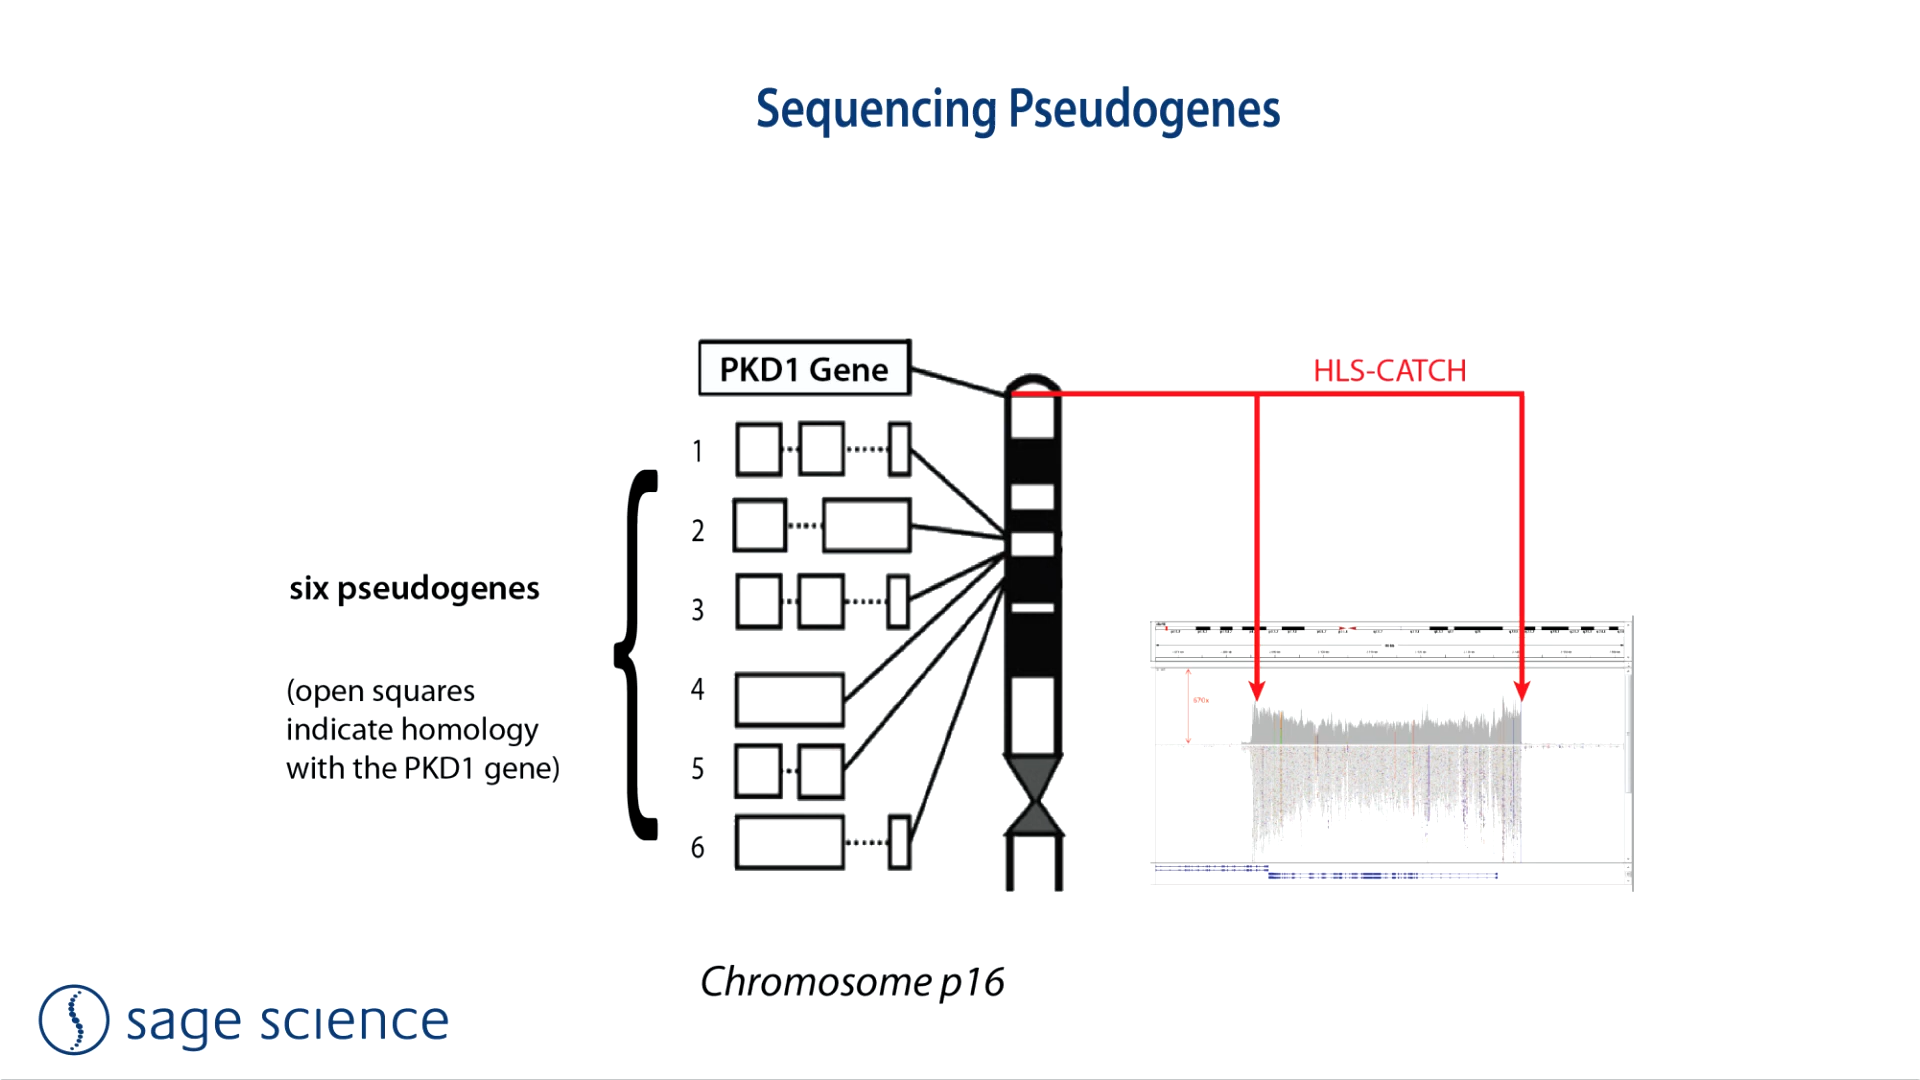 Sequencing Pseudogenes
PKD1 Gene
HLS-CATCH
1
2
3
4
5
6
six pseudogenes
(open squares
indicate homology
with the PKD1 gene)
670x
Chromosome p16
sage science